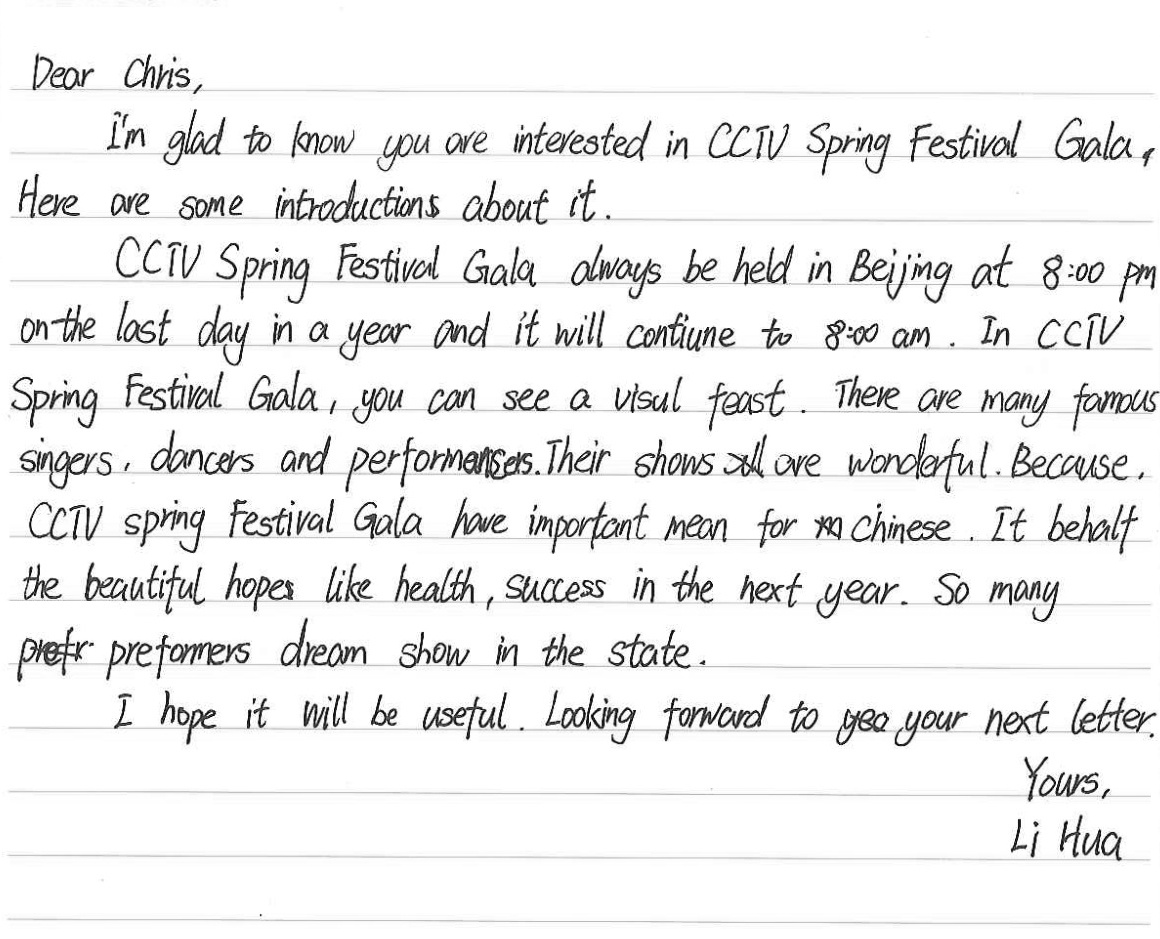 Dear Chris,
I'm glad to know you are interested in CCTV Spring Festival Gala,
Here are some introductions about it.
CCTV Spring Festival Gala always be held in Beijing at 8:00 pm
on the last day in a year and it will contiune to 8:00 am. In CCTV
Spring Festival Gala, you can see a visul feast. There are many famous
singers, dancers and performensers. Their shows all are wonderful. Because,
CCTV spring Festival Gala have important mean for Chinese. It behalf
the beautiful hopes like health, success in the next year. So many
preformers dream show in the state.
I hope it will be useful. Looking forward to your next letter.
Yours,
Li Hua